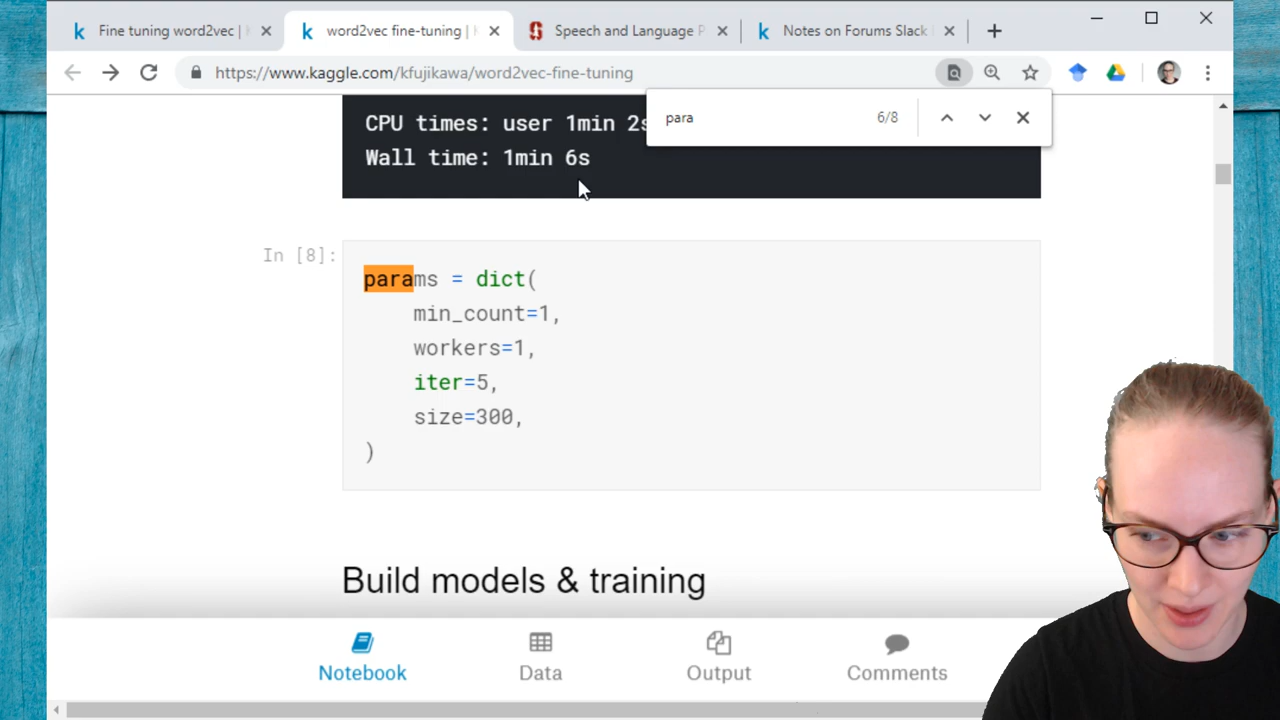 Fine tuning word2vec |
word2vec fine-tuning |
Speech and Language P
Notes on Forums Slack
https://www.kaggle.com/kfujikawa/word2vec-fine-tuning
para
6/8
CPU times: user 1min 2s
Wall time: 1min 6s
In [8]:
params = dict(
min_count=1,
workers=1,
iter=5,
size=300,
)
Build models & training
Notebook
Data
Output
Comments